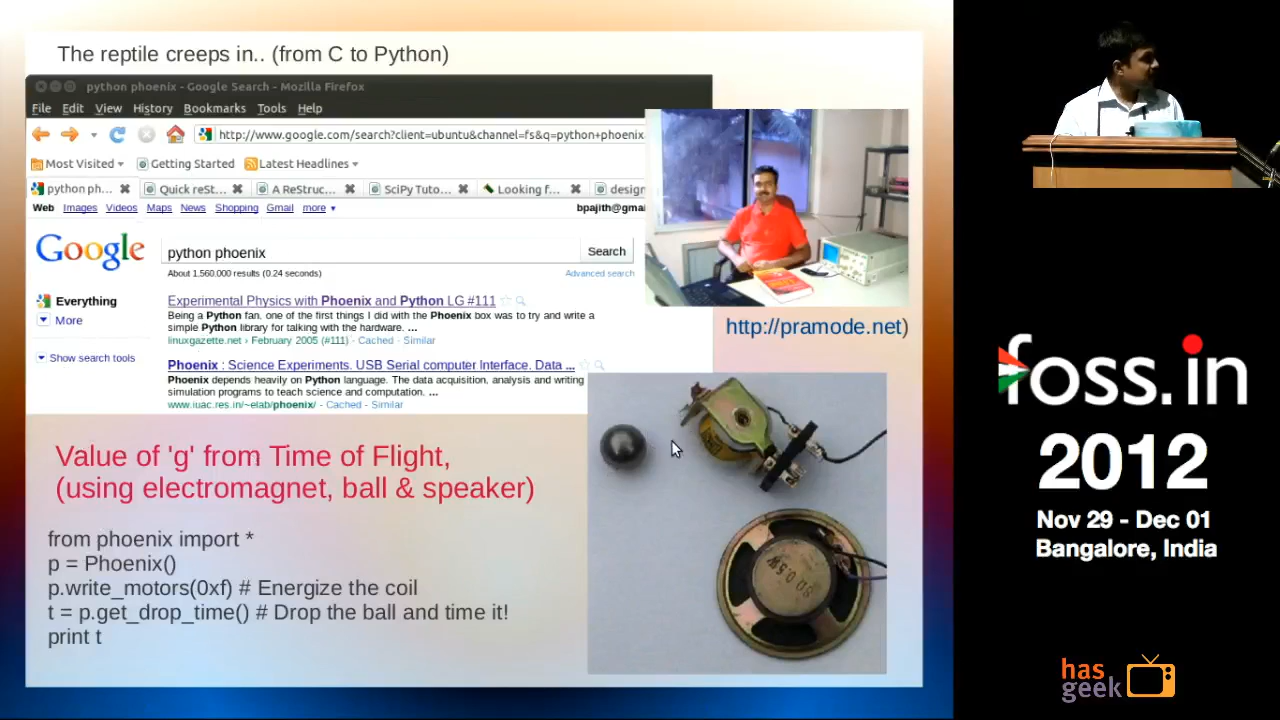 The reptile creeps in.. (from C to Python)
python phoenix - Google Search - Mozilla Firefox
File Edit View History Bookmarks Tools Help
http://www.google.com/search?client=ubuntu&channel=fs&q=python+phoenix
Most Visited Getting Started Latest Headlines
python ph... Quick reSt... A ReStruc... SciPy Tuto... Looking f... design
Web Images Videos Maps News Shopping Gmail more bpajith@gmai
Google python phoenix Search
About 1,560,000 results (0.24 seconds) Advanced search
Everything
More
Show search tools
Experimental Physics with Phoenix and Python LG #111
Being a Python fan, one of the first things I did with the Phoenix box was to try and write a
simple Python library for talking with the hardware. ...
linuxgazette.net › February 2005 (#111) - Cached - Similar
Phoenix : Science Experiments. USB Serial computer Interface. Data ...
Phoenix depends heavily on Python language. The data acquisition, analysis and writing
simulation programs to teach science and computation. ...
www.iuac.res.in/~elab/phoenix/ - Cached - Similar
http://pramode.net)
Value of 'g' from Time of Flight,
(using electromagnet, ball & speaker)
from phoenix import *
p = Phoenix()
p.write_motors(0xf) # Energize the coil
t = p.get_drop_time() # Drop the ball and time it!
print t
8Ω 0.5W
foss.in
2012
Nov 29 - Dec 01
Bangalore, India
has
geek